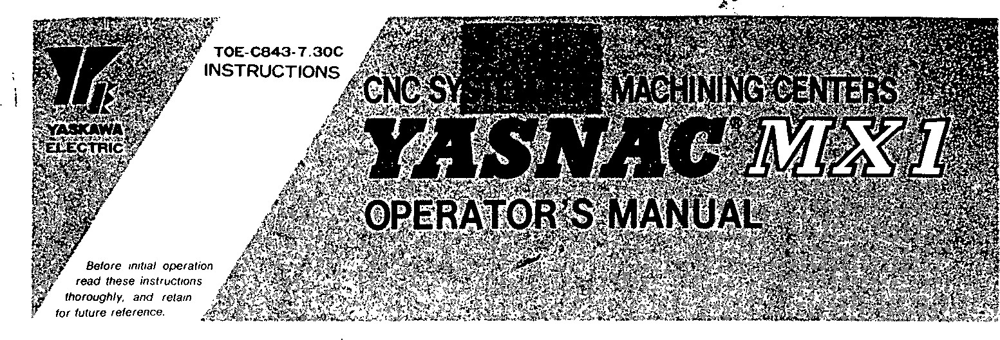 YASKAWA
ELECTRIC
TOE-C843-7.30C
INSTRUCTIONS
CNC SY MACHINING CENTERS
YASNAC® MX1
OPERATOR'S MANUAL
Before initial operation
read these instructions
thoroughly, and retain
for future reference.